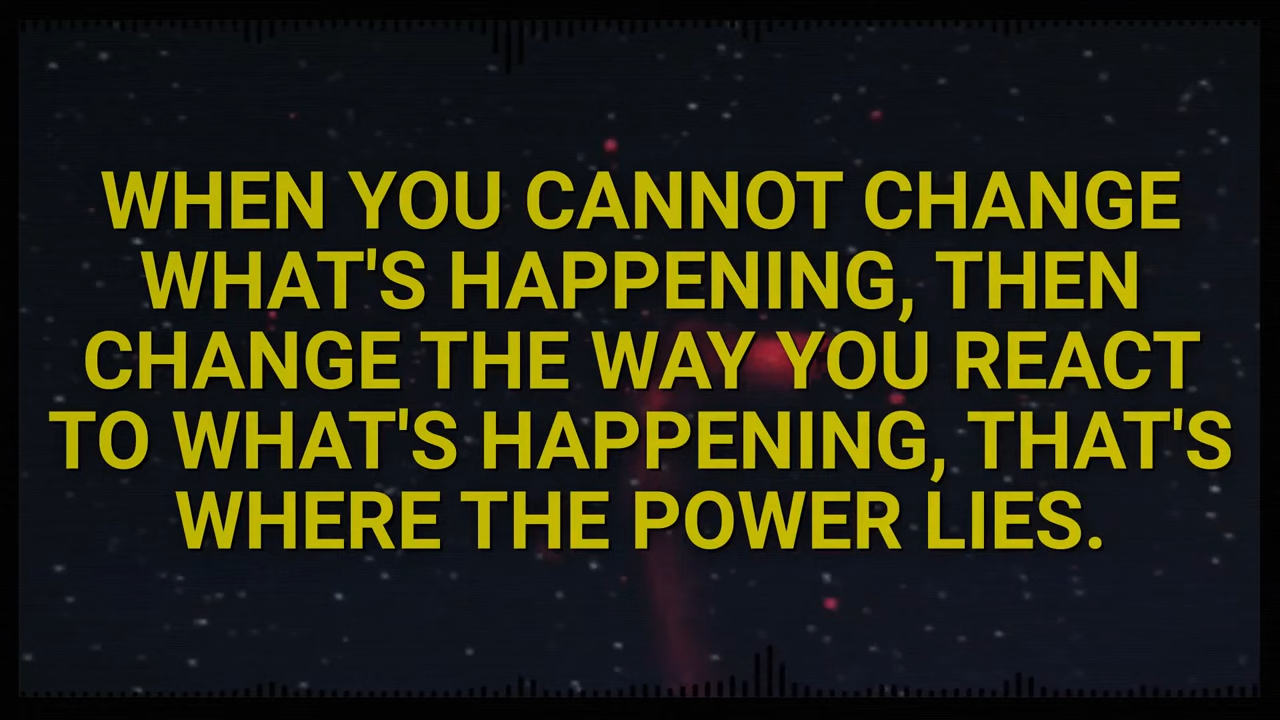 WHEN YOU CANNOT CHANGE
WHAT'S HAPPENING, THEN
CHANGE THE WAY YOU REACT
TO WHAT'S HAPPENING, THAT'S
WHERE THE POWER LIES.